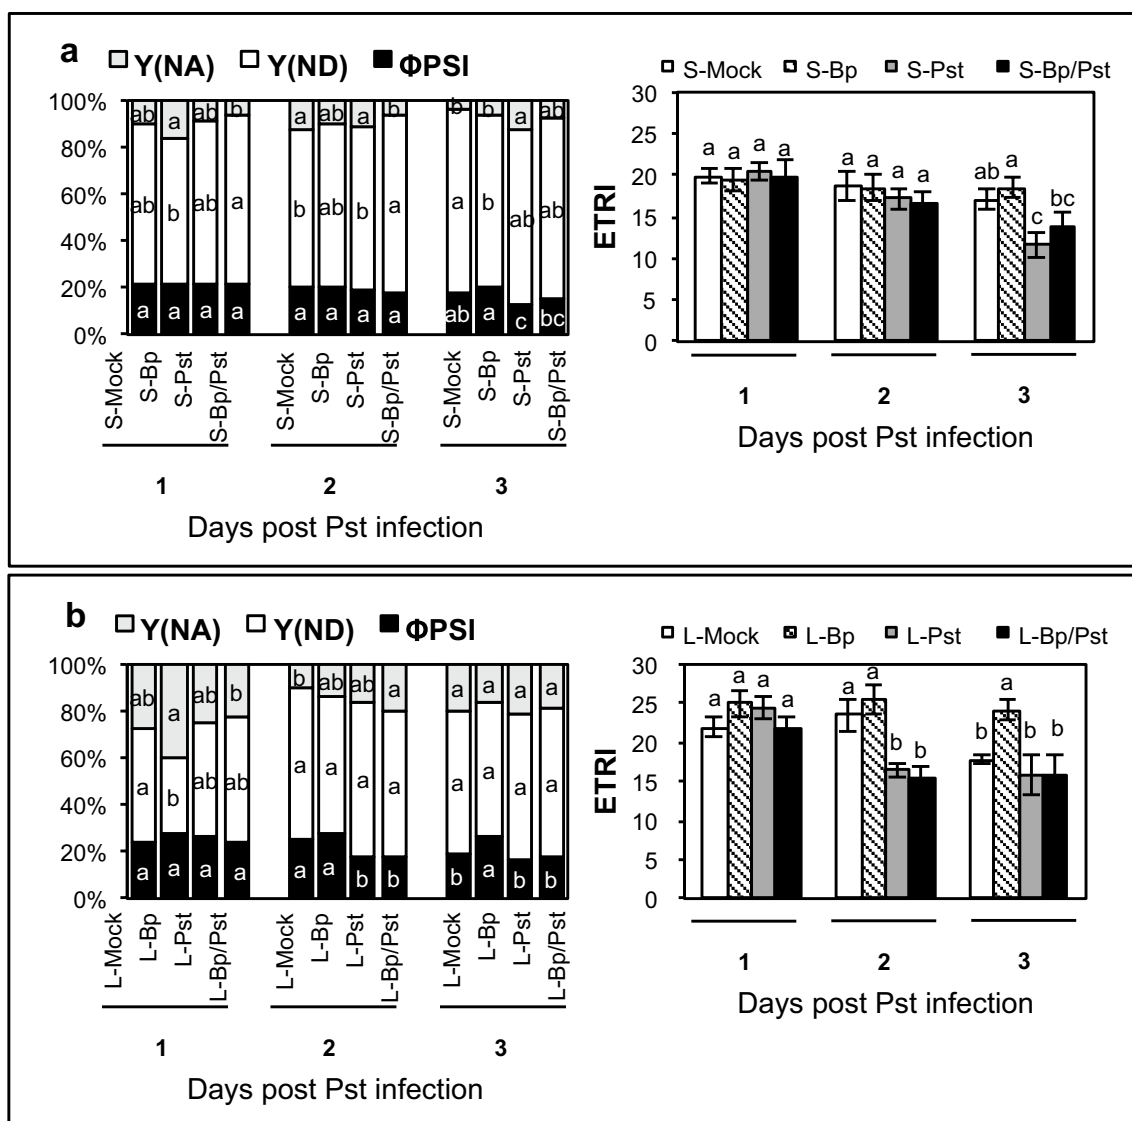 a
Y(NA) Y(ND) ΦPSI
100%
80%
60%
40%
20%
0%
ab a ab b a ab a b b b a ab
ab b ab a b ab b a a b ab ab
a a a a a a a a ab a c bc
S-Mock S-Bp S-Pst S-Bp/Pst S-Mock S-Bp S-Pst S-Bp/Pst S-Mock S-Bp S-Pst S-Bp/Pst
1 2 3
Days post Pst infection
S-Mock S-Bp S-Pst S-Bp/Pst
ETRI
30
25
20
15
10
5
0
a a a a a a a a ab a c bc
1 2 3
Days post Pst infection
b
Y(NA) Y(ND) ΦPSI
100%
80%
60%
40%
20%
0%
ab a ab b b ab ab a a a a a
a b ab ab a a a a a a a a
a a a a a a b b b a b b
L-Mock L-Bp L-Pst L-Bp/Pst L-Mock L-Bp L-Pst L-Bp/Pst L-Mock L-Bp L-Pst L-Bp/Pst
1 2 3
Days post Pst infection
L-Mock L-Bp L-Pst L-Bp/Pst
ETRI
30
25
20
15
10
5
0
a a a a a a b b b a b b
1 2 3
Days post Pst infection